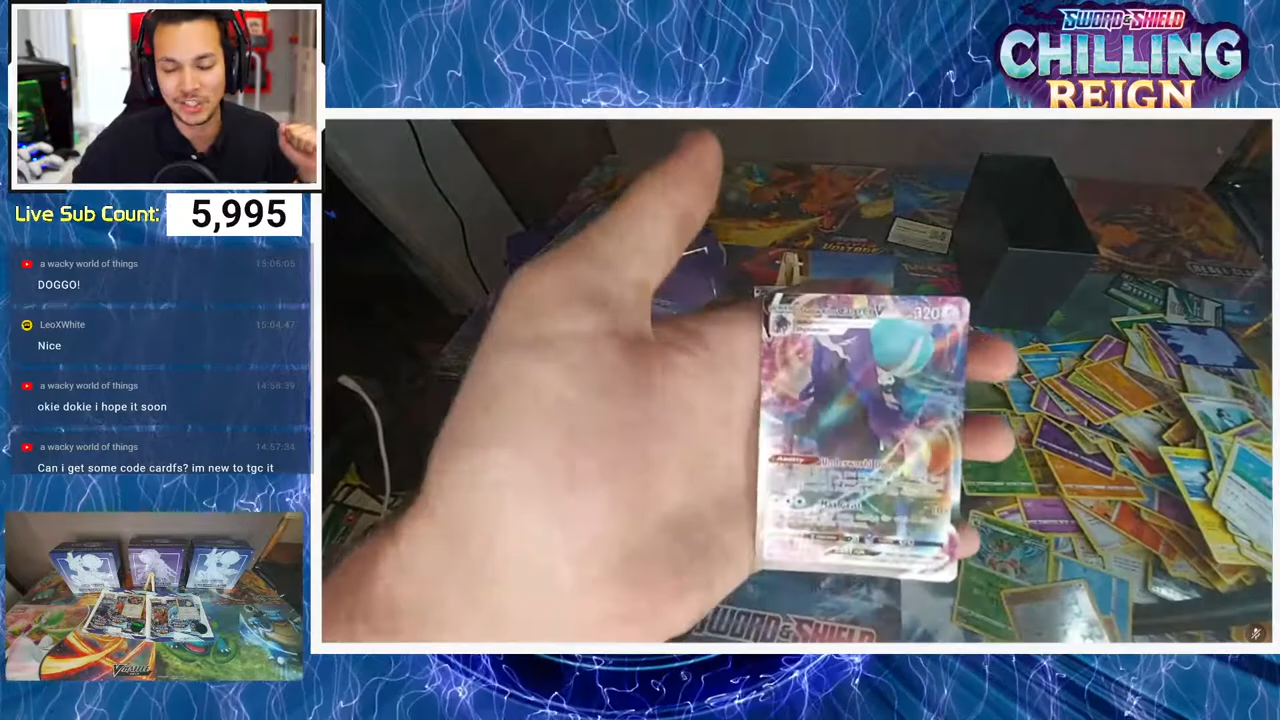 SWORD & SHIELD
CHILLING
REIGN
Live Sub Count: 5,995
a wacky world of things 15:06:05
DOGGO!
LeoXWhite 15:04:47
Nice
a wacky world of things 14:58:39
okie dokie i hope it soon
a wacky world of things 14:57:34
Can i get some code cardfs? im new to tgc it
320
Ability
VOLTAGE
SWORD & SHIELD